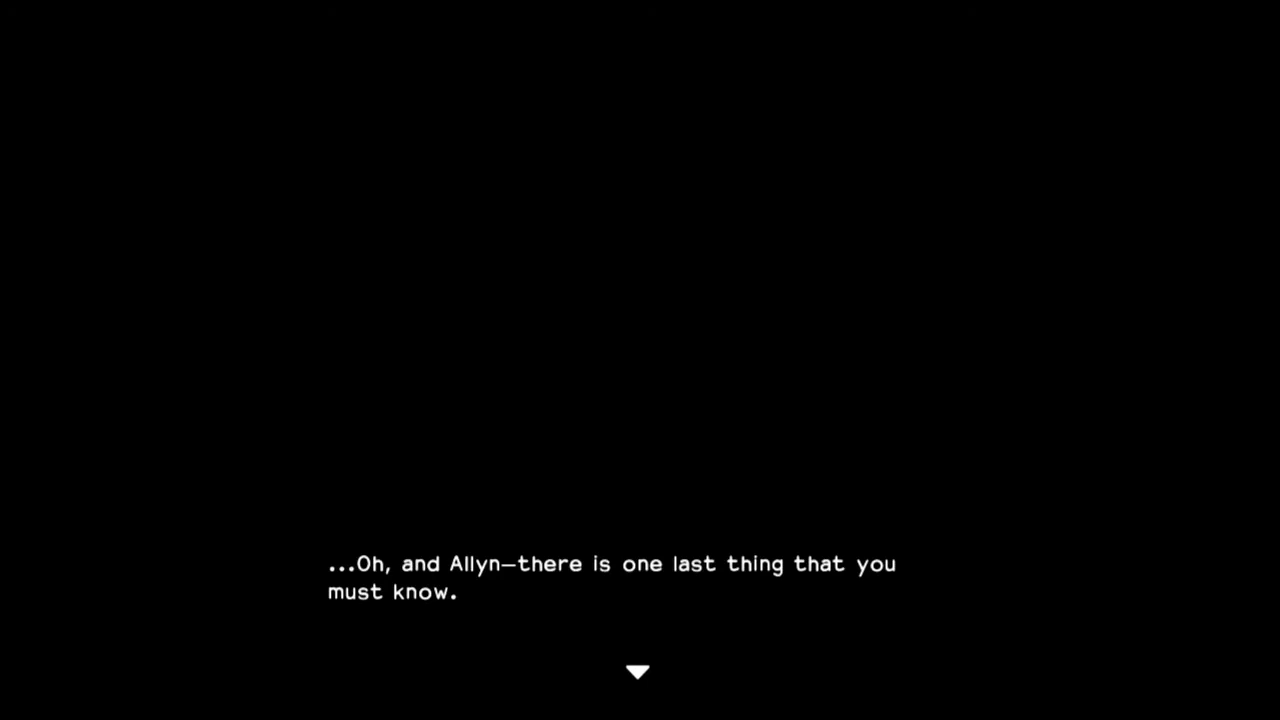 ...Oh, and Allyn—there is one last thing that you
must know.